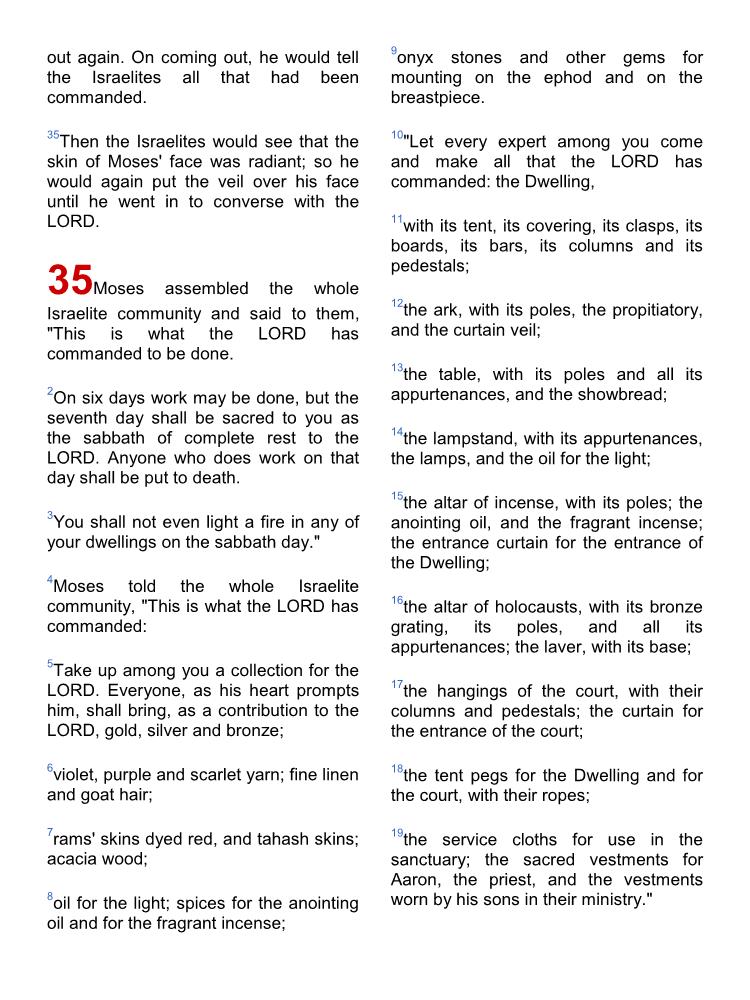 out again. On coming out, he would tell
the Israelites all that had been
commanded.
35Then the Israelites would see that the
skin of Moses' face was radiant; so he
would again put the veil over his face
until he went in to converse with the
LORD.
35Moses assembled the whole
Israelite community and said to them,
"This is what the LORD has
commanded to be done.
2On six days work may be done, but the
seventh day shall be sacred to you as
the sabbath of complete rest to the
LORD. Anyone who does work on that
day shall be put to death.
3You shall not even light a fire in any of
your dwellings on the sabbath day."
4Moses told the whole Israelite
community, "This is what the LORD has
commanded:
5Take up among you a collection for the
LORD. Everyone, as his heart prompts
him, shall bring, as a contribution to the
LORD, gold, silver and bronze;
6violet, purple and scarlet yarn; fine linen
and goat hair;
7rams' skins dyed red, and tahash skins;
acacia wood;
8oil for the light; spices for the anointing
oil and for the fragrant incense;
9onyx stones and other gems for
mounting on the ephod and on the
breastpiece.
10"Let every expert among you come
and make all that the LORD has
commanded: the Dwelling,
11with its tent, its covering, its clasps, its
boards, its bars, its columns and its
pedestals;
12the ark, with its poles, the propitiatory,
and the curtain veil;
13the table, with its poles and all its
appurtenances, and the showbread;
14the lampstand, with its appurtenances,
the lamps, and the oil for the light;
15the altar of incense, with its poles; the
anointing oil, and the fragrant incense;
the entrance curtain for the entrance of
the Dwelling;
16the altar of holocausts, with its bronze
grating, its poles, and all its
appurtenances; the laver, with its base;
17the hangings of the court, with their
columns and pedestals; the curtain for
the entrance of the court;
18the tent pegs for the Dwelling and for
the court, with their ropes;
19the service cloths for use in the
sanctuary; the sacred vestments for
Aaron, the priest, and the vestments
worn by his sons in their ministry."